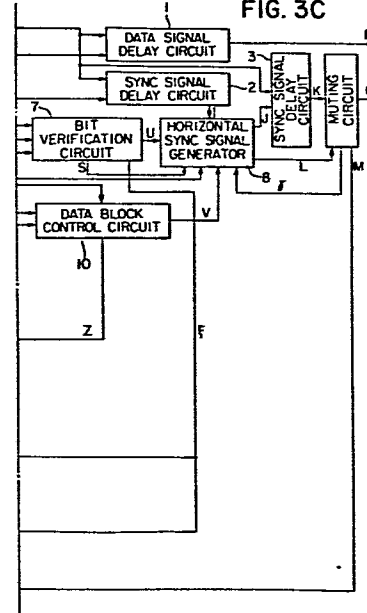 FIG. 3C
1
DATA SIGNAL
DELAY CIRCUIT
SYNC SIGNAL
DELAY CIRCUIT
2
3
SYNC SIGNAL
DELAY
CIRCUIT
K
MUTING
CIRCUIT
7
BIT
VERIFICATION
CIRCUIT
U
S
HORIZONTAL
SYNC SIGNAL
GENERATOR
J
L
M
8
DATA BLOCK
CONTROL CIRCUIT
V
10
Z